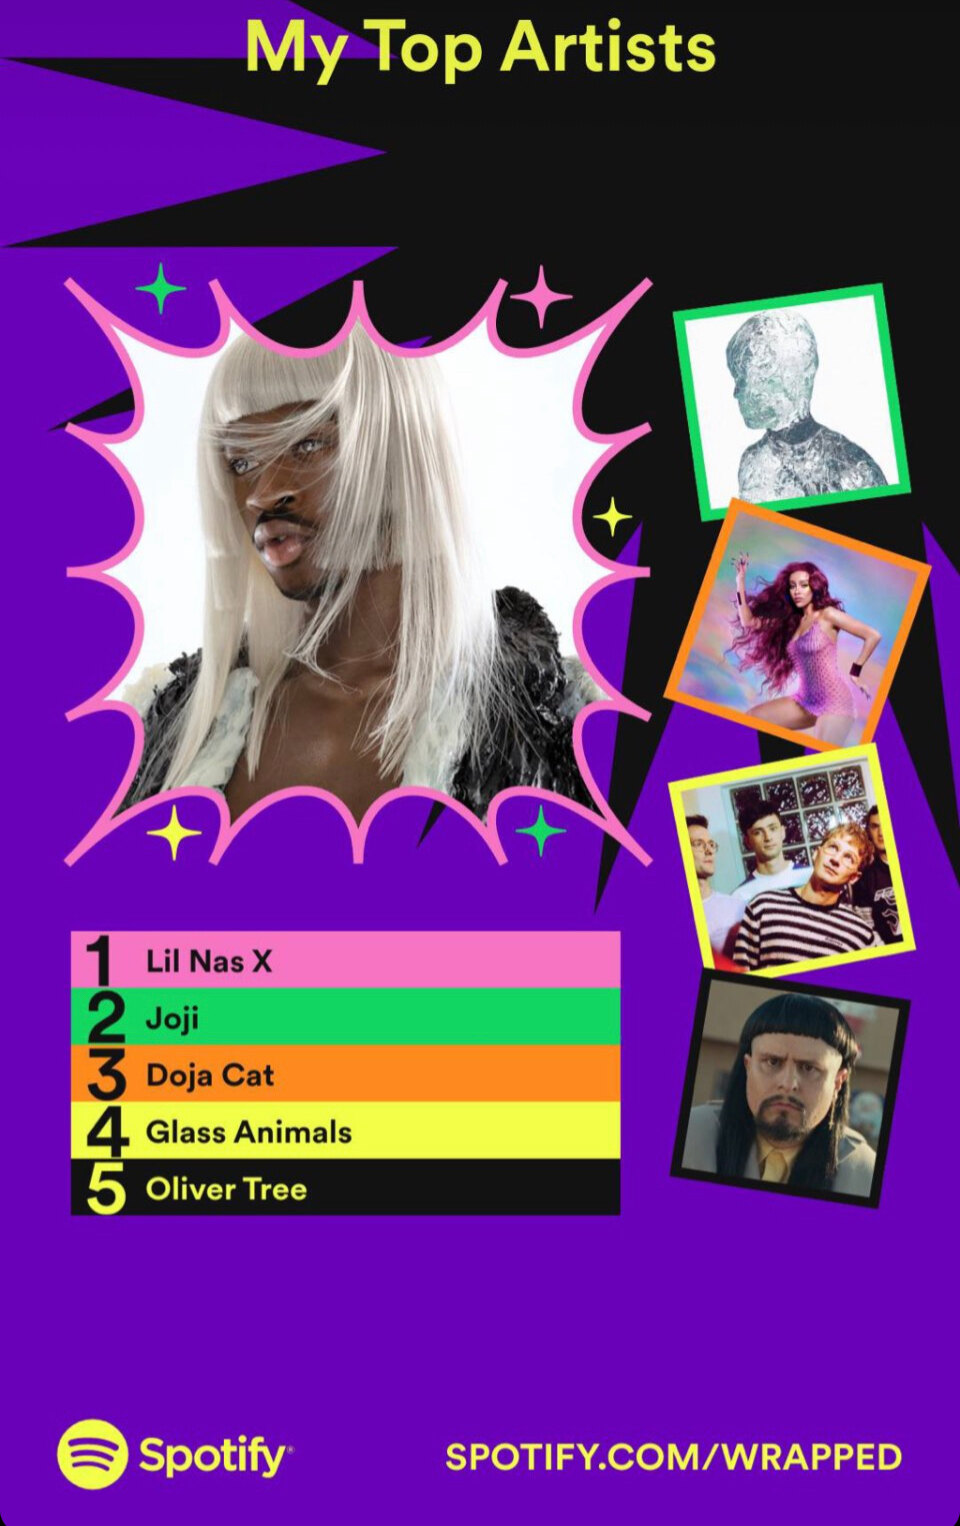 My Top Artists
1 Lil Nas X
2 Joji
3 Doja Cat
4 Glass Animals
5 Oliver Tree
Spotify
SPOTIFY.COM/WRAPPED